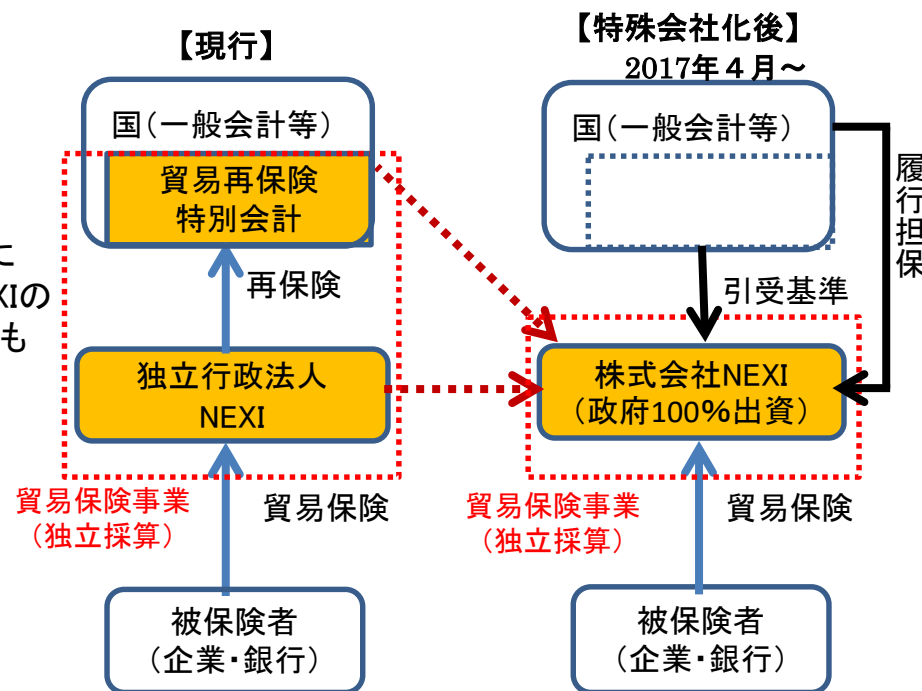 【現行】
国(一般会計等)
貿易再保険
特別会計
再保険
独立行政法人
NEXI
貿易保険事業
(独立採算)
貿易保険
被保険者
(企業・銀行)
に
XIの
も
【特殊会社化後】
2017年4月～
国(一般会計等)
履行担保
引受基準
株式会社NEXI
(政府100%出資)
貿易保険事業
(独立採算)
貿易保険
被保険者
(企業・銀行)